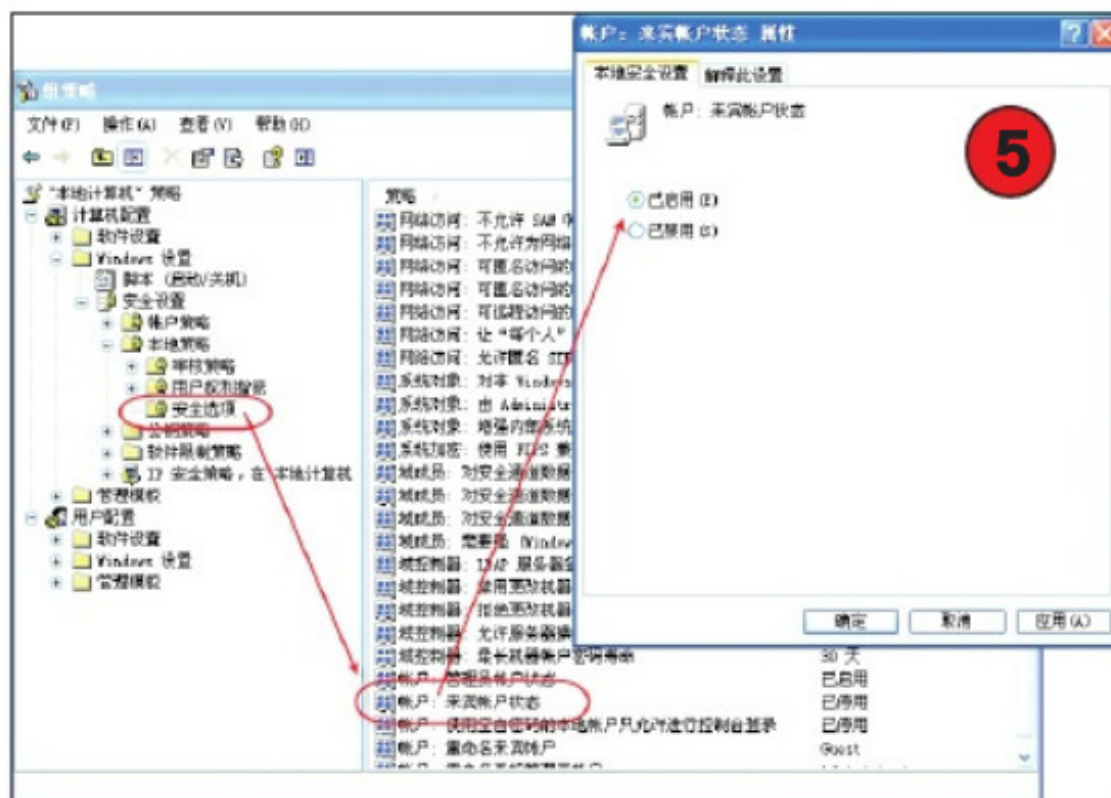 帐户：来宾帐户状态 属性
本地安全设置 解释此设置
帐户：来宾帐户状态
5
已启用(E)
已禁用(S)
确定 取消 应用(A)
组策略
文件(F) 操作(A) 查看(V) 帮助(H)
"本地计算机" 策略
计算机配置
软件设置
Windows 设置
脚本 (启动/关机)
安全设置
帐户策略
本地策略
审核策略
用户权利指派
安全选项
公钥策略
软件限制策略
IP 安全策略，在 本地计算机
管理模板
用户配置
软件设置
Windows 设置
管理模板
策略
网络访问：不允许 SAM
网络访问：不允许为网络
网络访问：可匿名访问的
网络访问：可匿名访问的
网络访问：可远程访问的
网络访问：让“每个人”
网络访问：允许匿名 SID
系统对象：对非 Windows
系统对象：由 Administr
系统对象：增强内部系统
系统加密：使用 FIPS 兼
域成员：对安全通道数据
域成员：对安全通道数据
域成员：对安全通道数据
域成员：需要强 (Window
域控制器：LDAP 服务器签
域控制器：禁用更改机器
域控制器：拒绝更改机器
域控制器：允许服务器操
域控制器：最长机器帐户密码寿命 30 天
帐户：管理员帐户状态 已启用
帐户：来宾帐户状态 已停用
帐户：使用空白密码的本地帐户只允许进行控制台登录 已停用
帐户：重命名来宾帐户 Guest